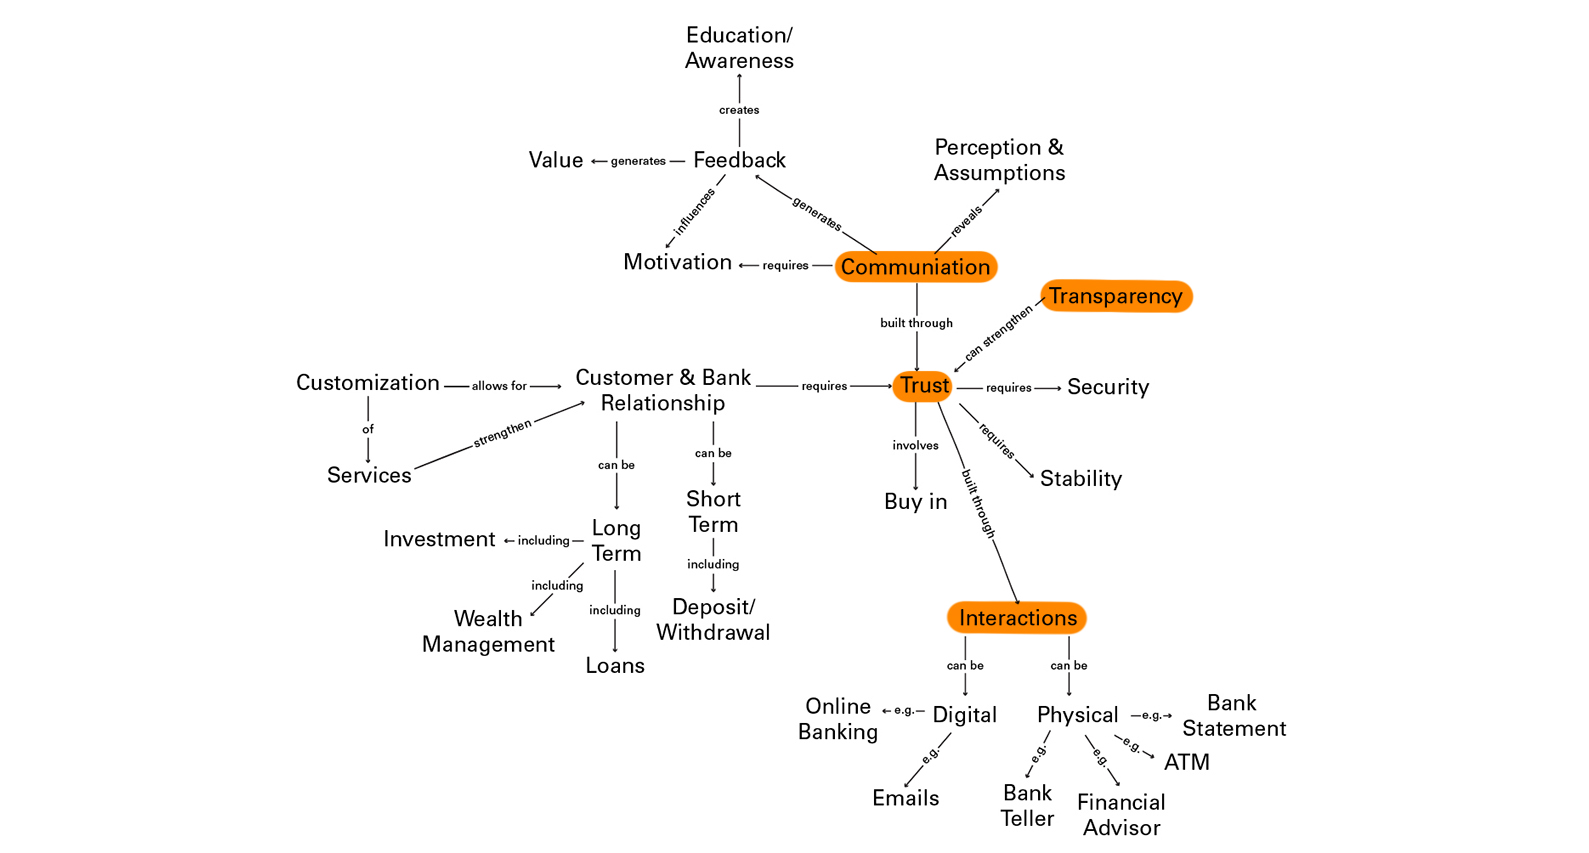 Education/
Awareness
creates
Value
generates
Feedback
Perception &
Assumptions
influences
generates
reveals
Motivation
requires
Communiation
Transparency
built through
can strengthen
Customization
allows for
Customer & Bank
Relationship
requires
Trust
requires
Security
of
strengthen
involves
requires
can be
can be
Services
Buy in
built through
Stability
Investment
including
Long
Term
Short
Term
including
including
including
Wealth
Management
Loans
Deposit/
Withdrawal
Interactions
can be
can be
Online
Banking
e.g.
Digital
Physical
e.g.
Bank
Statement
e.g.
e.g.
e.g.
e.g.
ATM
Emails
Bank
Teller
Financial
Advisor